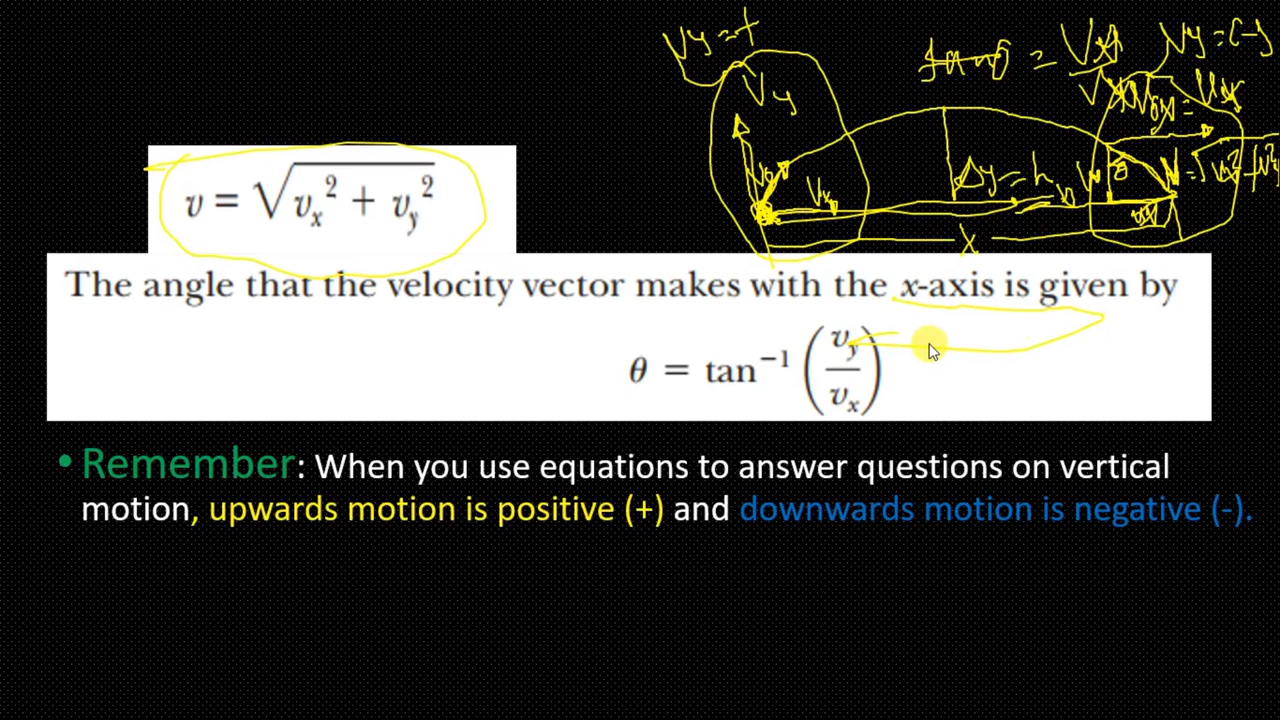 Vy = +
Vy = (-)
Vy
Δy = h
Vx
X
v = √vx² + vy²
The angle that the velocity vector makes with the x-axis is given by
θ = tan⁻¹ (vy/vx)
• Remember: When you use equations to answer questions on vertical
motion, upwards motion is positive (+) and downwards motion is negative (-).